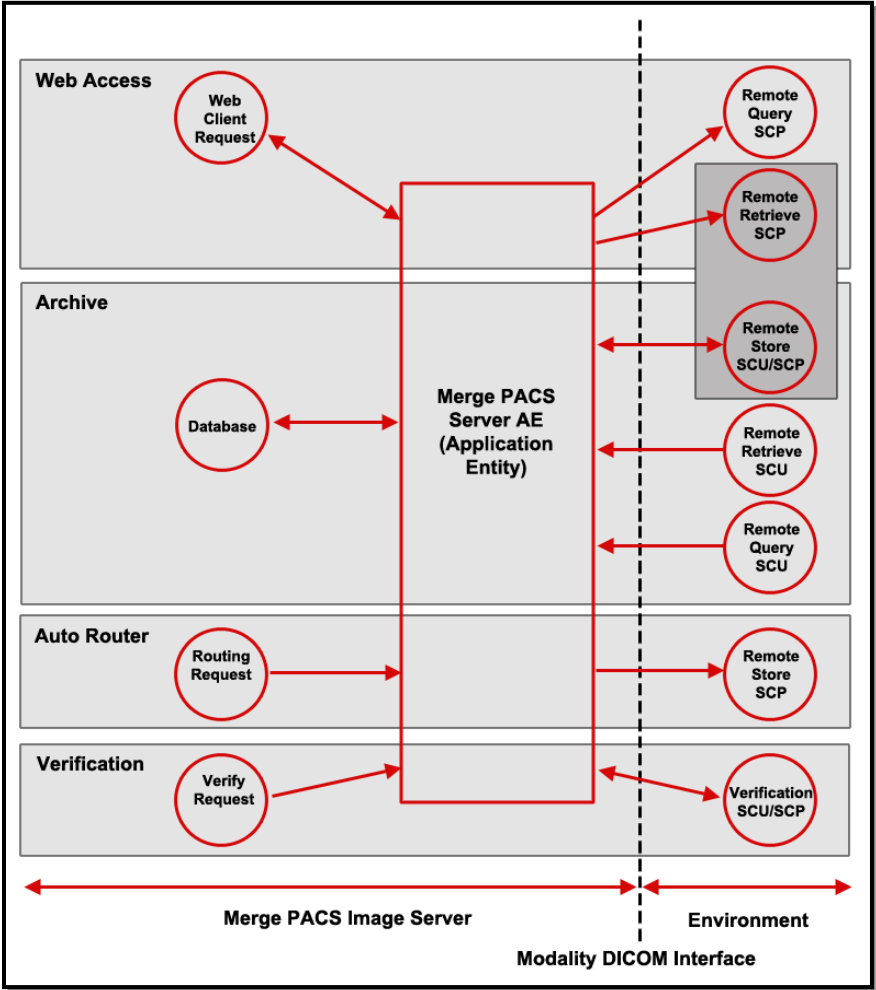 Web Access
Web
Client
Request
Remote
Query
SCP
Remote
Retrieve
SCP
Archive
Remote
Store
SCU/SCP
Database
Merge PACS
Server AE
(Application
Entity)
Remote
Retrieve
SCU
Remote
Query
SCU
Auto Router
Routing
Request
Remote
Store
SCP
Verification
Verify
Request
Verification
SCU/SCP
Merge PACS Image Server
Environment
Modality DICOM Interface